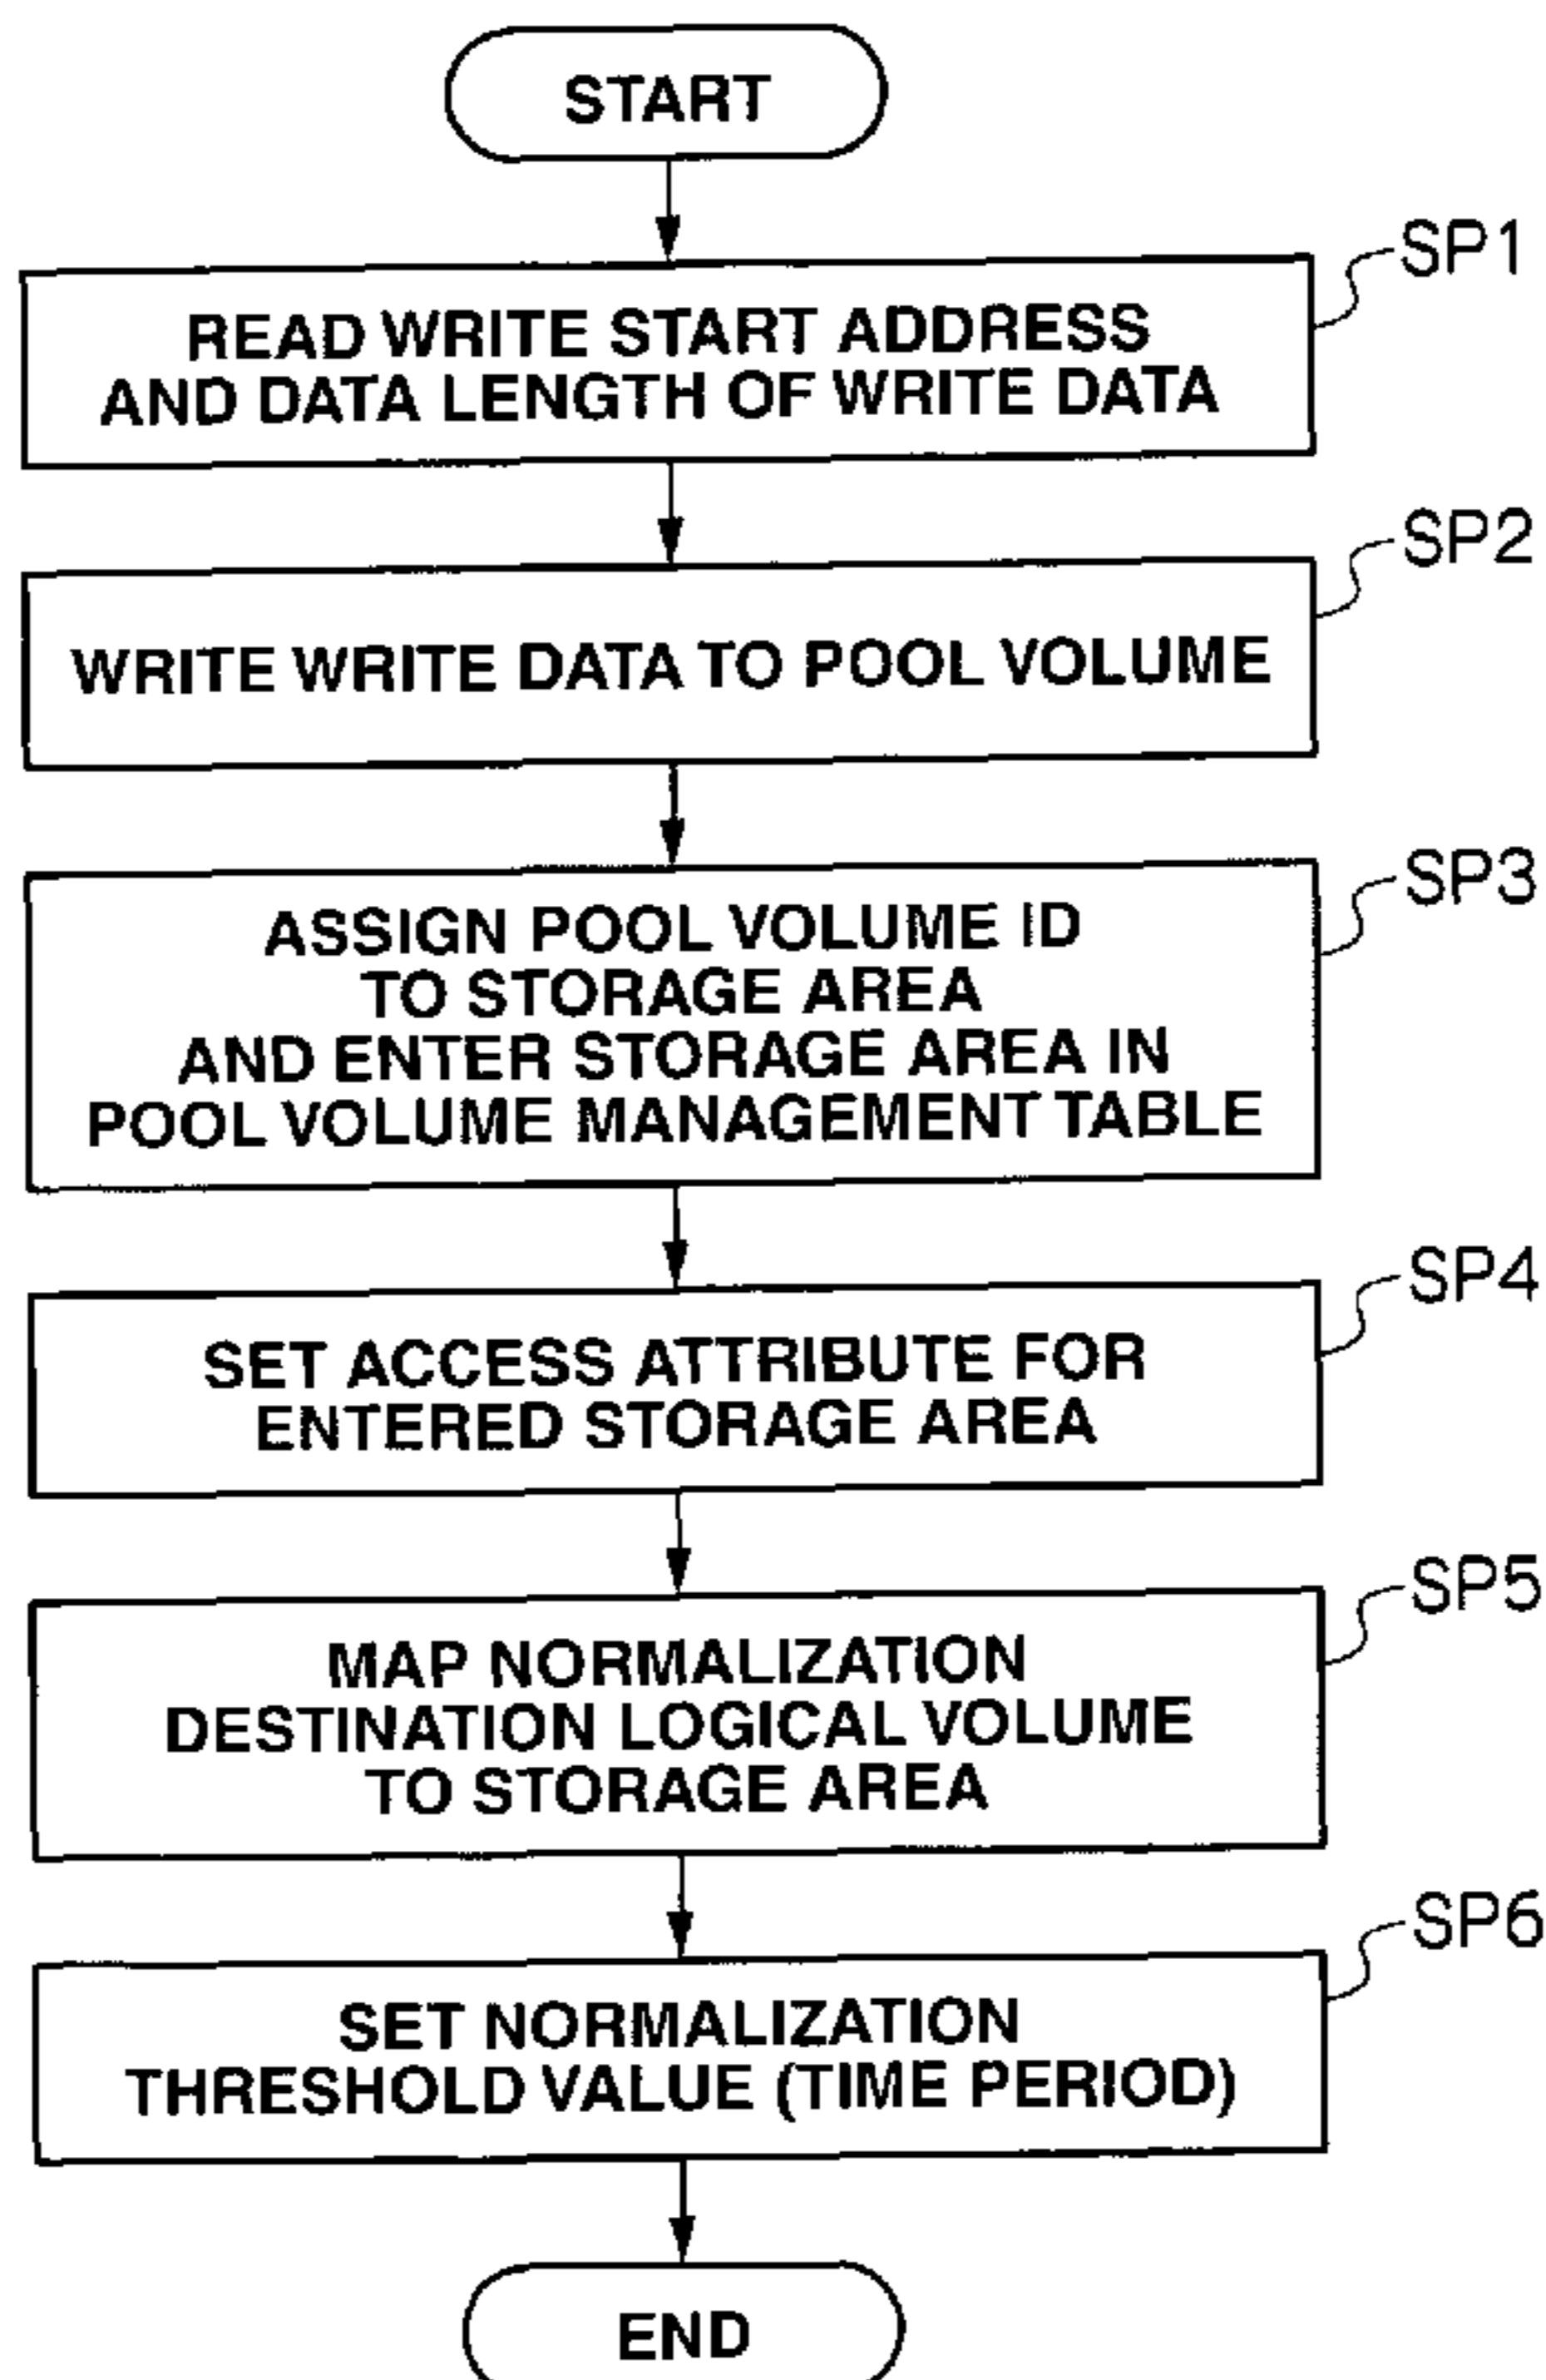 START
SP1
READ WRITE START ADDRESS
AND DATA LENGTH OF WRITE DATA
SP2
WRITE WRITE DATA TO POOL VOLUME
SP3
ASSIGN POOL VOLUME ID
TO STORAGE AREA
AND ENTER STORAGE AREA IN
POOL VOLUME MANAGEMENT TABLE
SP4
SET ACCESS ATTRIBUTE FOR
ENTERED STORAGE AREA
SP5
MAP NORMALIZATION
DESTINATION LOGICAL VOLUME
TO STORAGE AREA
SP6
SET NORMALIZATION
THRESHOLD VALUE (TIME PERIOD)
END